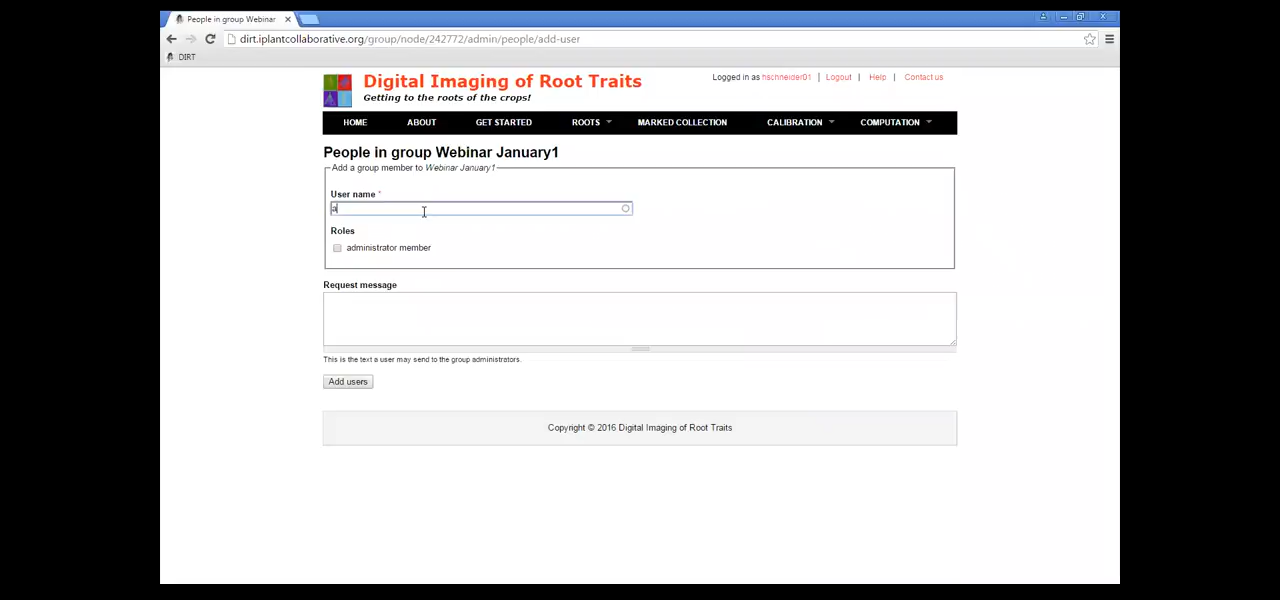 People in group Webinar
dirt.iplantcollaborative.org/group/node/242772/admin/people/add-user
DIRT
Digital Imaging of Root Traits
Getting to the roots of the crops!
Logged in as hschneider01 | Logout | Help | Contact us
HOME ABOUT GET STARTED ROOTS MARKED COLLECTION CALIBRATION COMPUTATION
People in group Webinar January1
Add a group member to Webinar January1
User name *
a
Roles
administrator member
Request message
This is the text a user may send to the group administrators.
Add users
Copyright © 2016 Digital Imaging of Root Traits